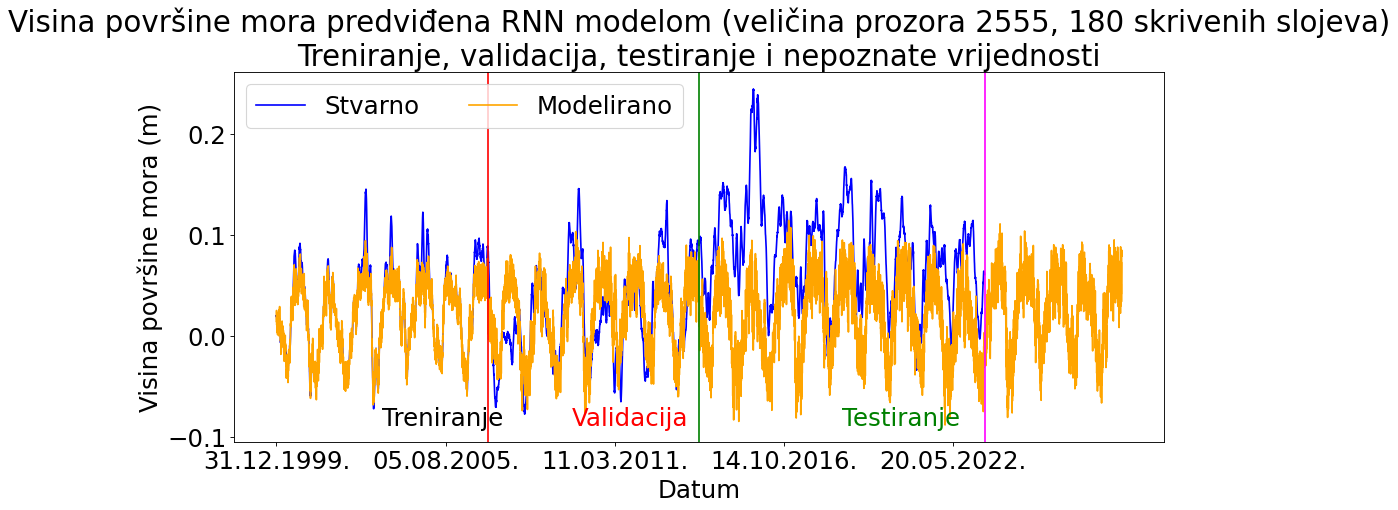 Visina površine mora predviđena RNN modelom (veličina prozora 2555, 180 skrivenih slojeva)
Treniranje, validacija, testiranje i nepoznate vrijednosti
Stvarno Modelirano
Visina površine mora (m)
0.2
0.1
0.0
−0.1
Treniranje Validacija Testiranje
31.12.1999. 05.08.2005. 11.03.2011. 14.10.2016. 20.05.2022.
Datum